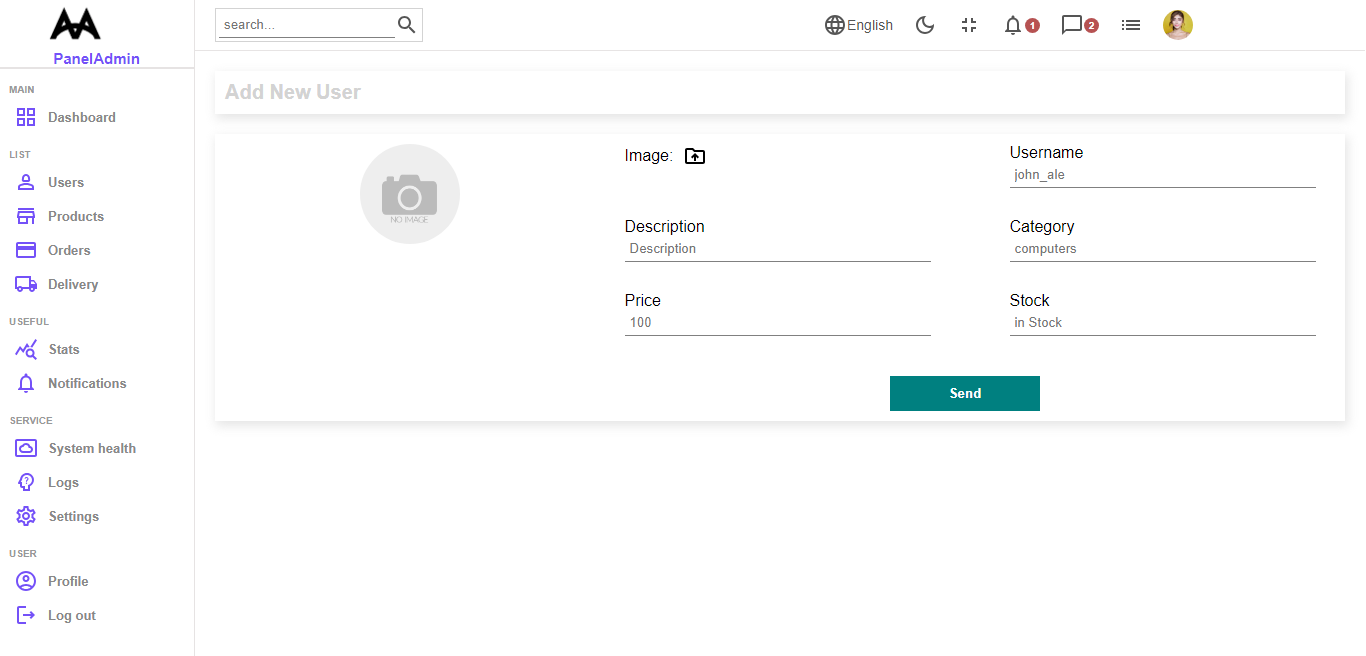 search...
English
1
2
PanelAdmin
MAIN
Dashboard
LIST
Users
Products
Orders
Delivery
USEFUL
Stats
Notifications
SERVICE
System health
Logs
Settings
USER
Profile
Log out
Add New User
NO IMAGE
Image:
Username
john_ale
Description
Description
Category
computers
Price
100
Stock
in Stock
Send